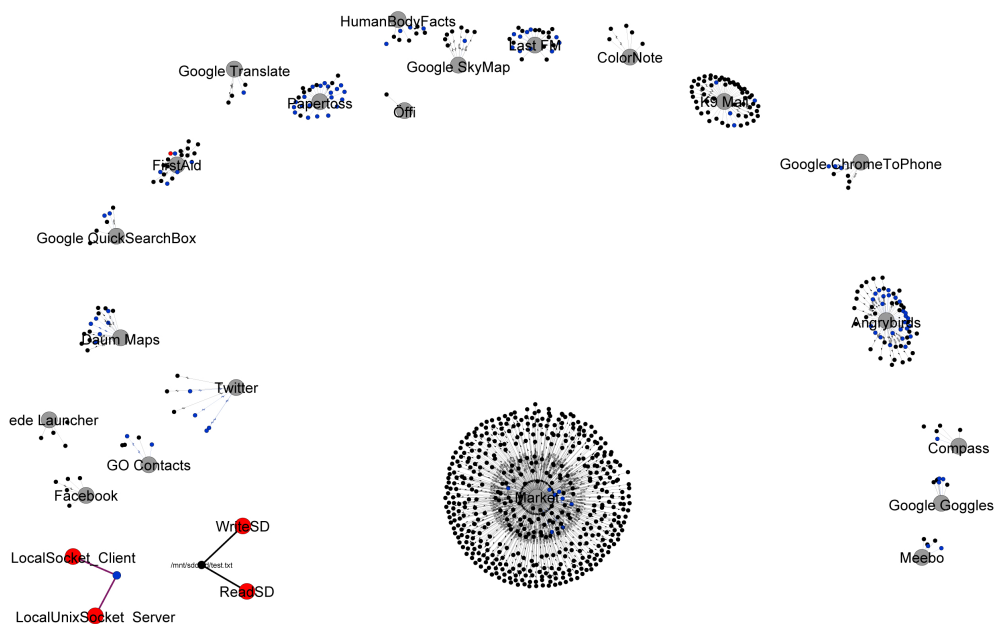 HumanBodyFacts
Last FM
Google SkyMap
ColorNote
Google Translate
Papertoss
Offi
K9 Mail
FirstAid
Google ChromeToPhone
Google QuickSearchBox
Daum Maps
Angrybirds
Twitter
ede Launcher
GO Contacts
Compass
Facebook
Market
Google Goggles
WriteSD
LocalSocket_Client
Meebo
ReadSD
LocalUnixSocket_Server